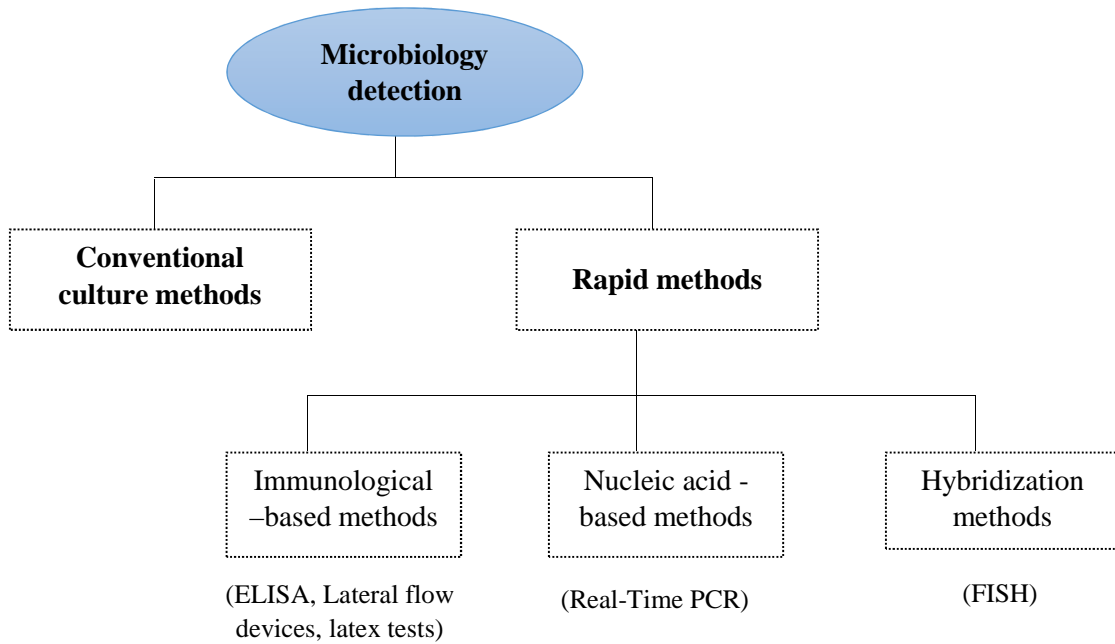 Microbiology
detection
Conventional
culture methods
Rapid methods
Immunological
–based methods
Nucleic acid -
based methods
Hybridization
methods
(ELISA, Lateral flow
devices, latex tests)
(Real-Time PCR)
(FISH)